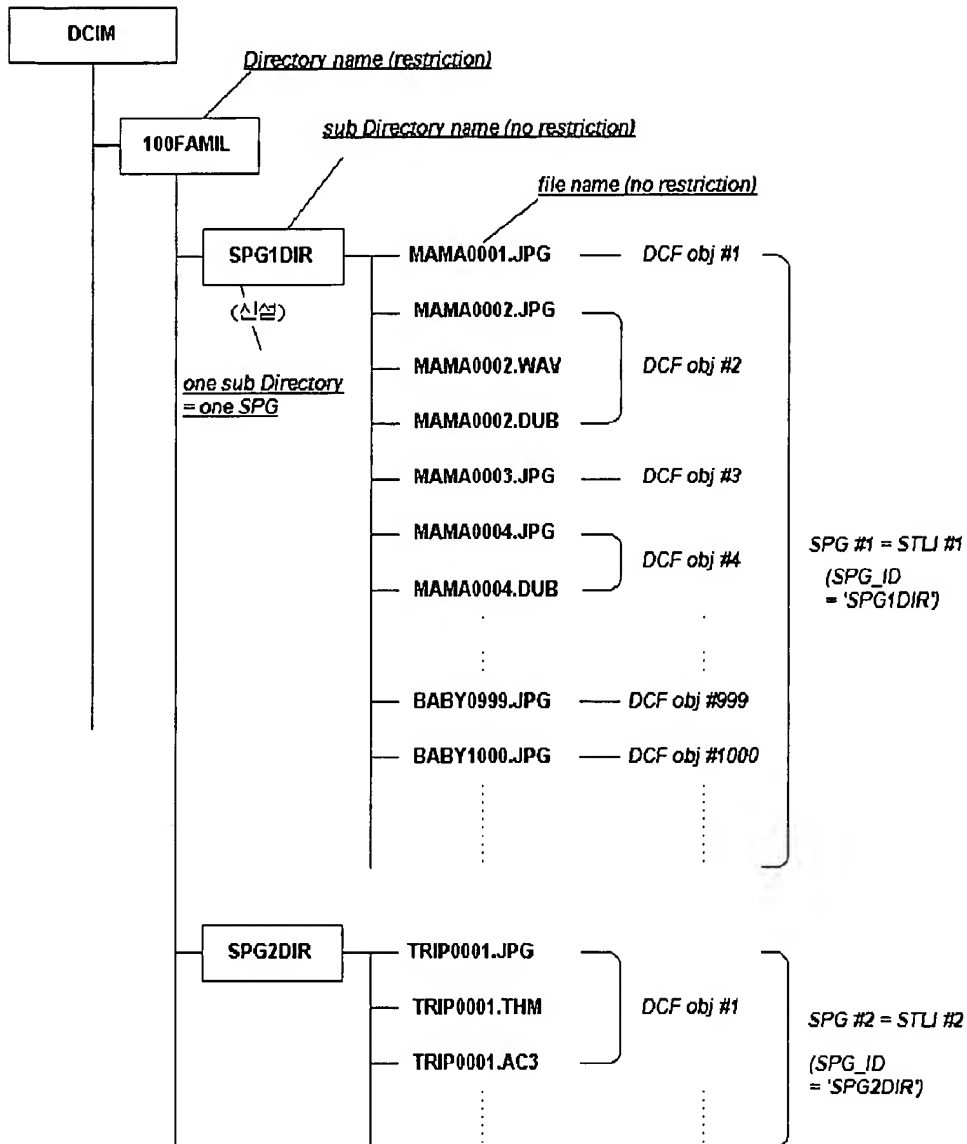 DCIM
Directory name (restriction)
100FAMIL
sub Directory name (no restriction)
file name (no restriction)
SPG1DIR
(신설)
one sub Directory
= one SPG
MAMA0001.JPG
DCF obj #1
MAMA0002.JPG
MAMA0002.WAV
DCF obj #2
MAMA0002.DUB
MAMA0003.JPG
DCF obj #3
MAMA0004.JPG
DCF obj #4
MAMA0004.DUB
BABY0999.JPG
DCF obj #999
BABY1000.JPG
DCF obj #1000
SPG #1 = STLI #1
(SPG_ID
= 'SPG1DIR')
SPG2DIR
TRIP0001.JPG
TRIP0001.THM
DCF obj #1
TRIP0001.AC3
SPG #2 = STLI #2
(SPG_ID
= 'SPG2DIR')